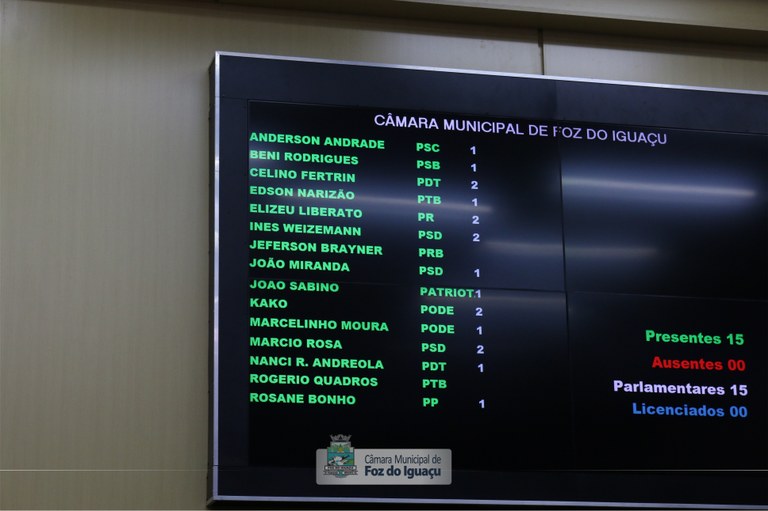 CÂMARA MUNICIPAL DE FOZ DO IGUAÇU
ANDERSON ANDRADE PSC 1
BENI RODRIGUES PSB 1
CELINO FERTRIN PDT 2
EDSON NARIZÃO PTB 1
ELIZEU LIBERATO PR 2
INES WEIZEMANN PSD 2
JEFERSON BRAYNER PRB
JOÃO MIRANDA PSD 1
JOAO SABINO PATRIOT. 1
KAKO PODE 2
MARCELINHO MOURA PODE 1
MARCIO ROSA PSD 2
NANCI R. ANDREOLA PDT 1
ROGERIO QUADROS PTB
ROSANE BONHO PP 1
Presentes 15
Ausentes 00
Parlamentares 15
Licenciados 00
Câmara Municipal de
Foz do Iguaçu